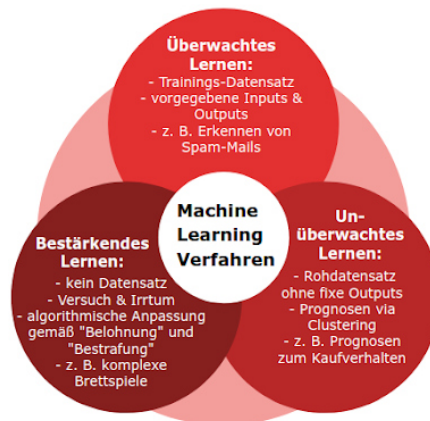 Überwachtes
Lernen:
- Trainings-Datensatz
- vorgegebene Inputs &
Outputs
- z. B. Erkennen von
Spam-Mails
Machine
Learning
Verfahren
Bestärkendes
Lernen:
- kein Datensatz
- Versuch & Irrtum
- algorithmische Anpassung
gemäß "Belohnung" und
"Bestrafung"
- z. B. komplexe
Brettspiele
Un-
überwachtes
Lernen:
- Rohdatensatz
ohne fixe Outputs
- Prognosen via
Clustering
- z. B. Prognosen
zum Kaufverhalten